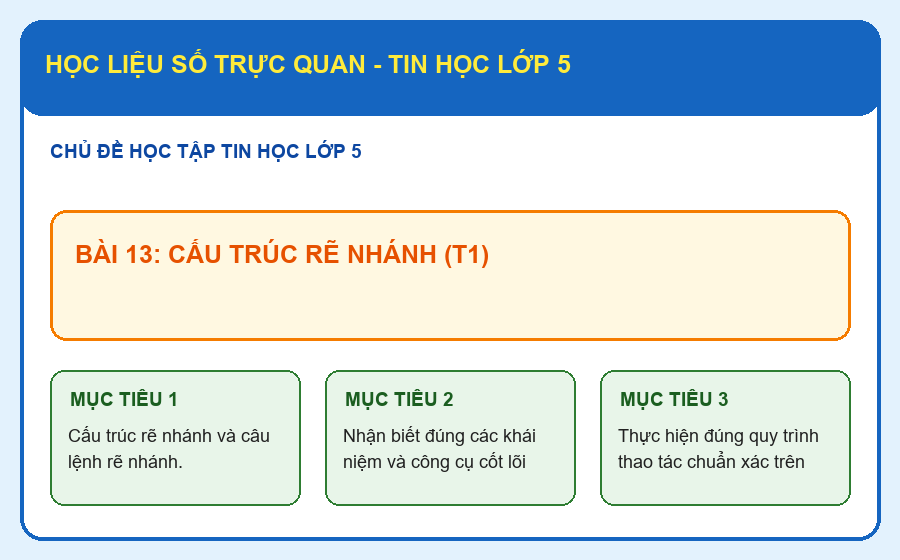 HỌC LIỆU SỐ TRỰC QUAN - TIN HỌC LỚP 5
CHỦ ĐỀ HỌC TẬP TIN HỌC LỚP 5
BÀI 13: CẤU TRÚC RẼ NHÁNH (T1)
MỤC TIÊU 1
Cấu trúc rẽ nhánh và câu
lệnh rẽ nhánh.
MỤC TIÊU 2
Nhận biết đúng các khái
niệm và công cụ cốt lõi
MỤC TIÊU 3
Thực hiện đúng quy trình
thao tác chuẩn xác trên